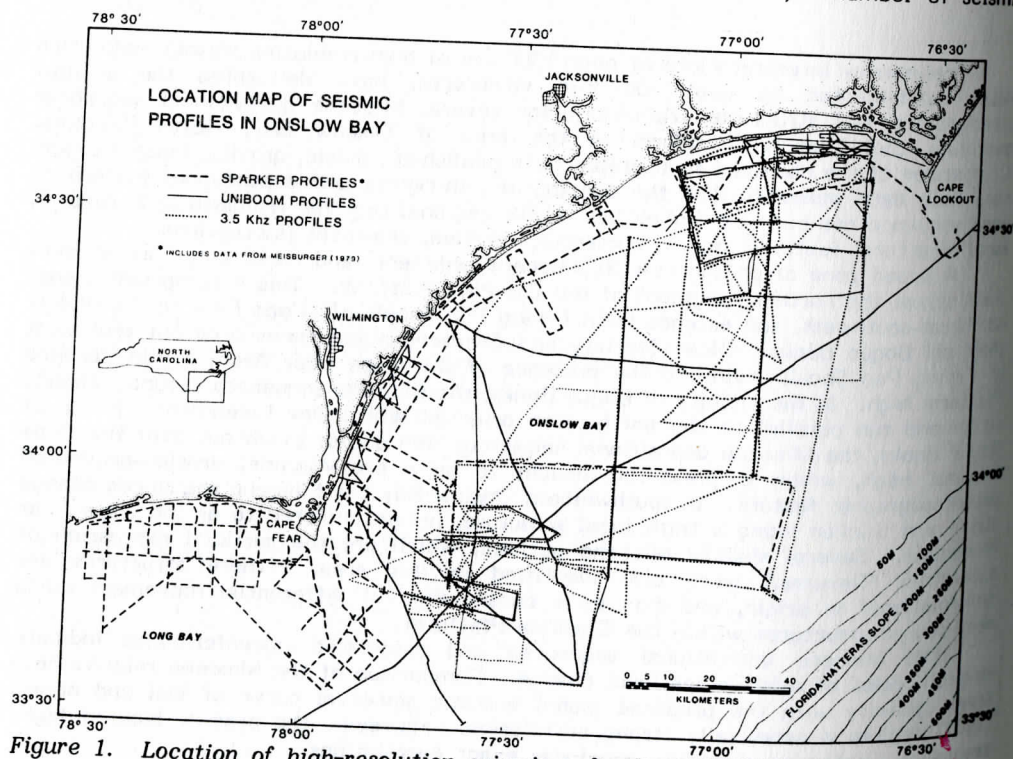 78° 30'
78° 00'
77° 30'
77° 00'
76° 30'
JACKSONVILLE
LOCATION MAP OF SEISMIC
PROFILES IN ONSLOW BAY
SPARKER PROFILES*
UNIBOOM PROFILES
3.5 Khz PROFILES
*INCLUDES DATA FROM MEISBURGER (1973)
CAPE
LOOKOUT
34° 30'
34° 30'
WILMINGTON
NORTH
CAROLINA
ONSLOW BAY
34° 00'
34° 00'
CAPE
FEAR
LONG BAY
50M
100M
150M
200M
250M
300M
350M
400M
450M
500M
FLORIDA-HATTERAS SLOPE
0 5 10 20 30 40
KILOMETERS
33° 30'
33° 30'
78° 30'
78° 00'
77° 30'
77° 00'
76° 30'
Figure 1. Location of high-resolution